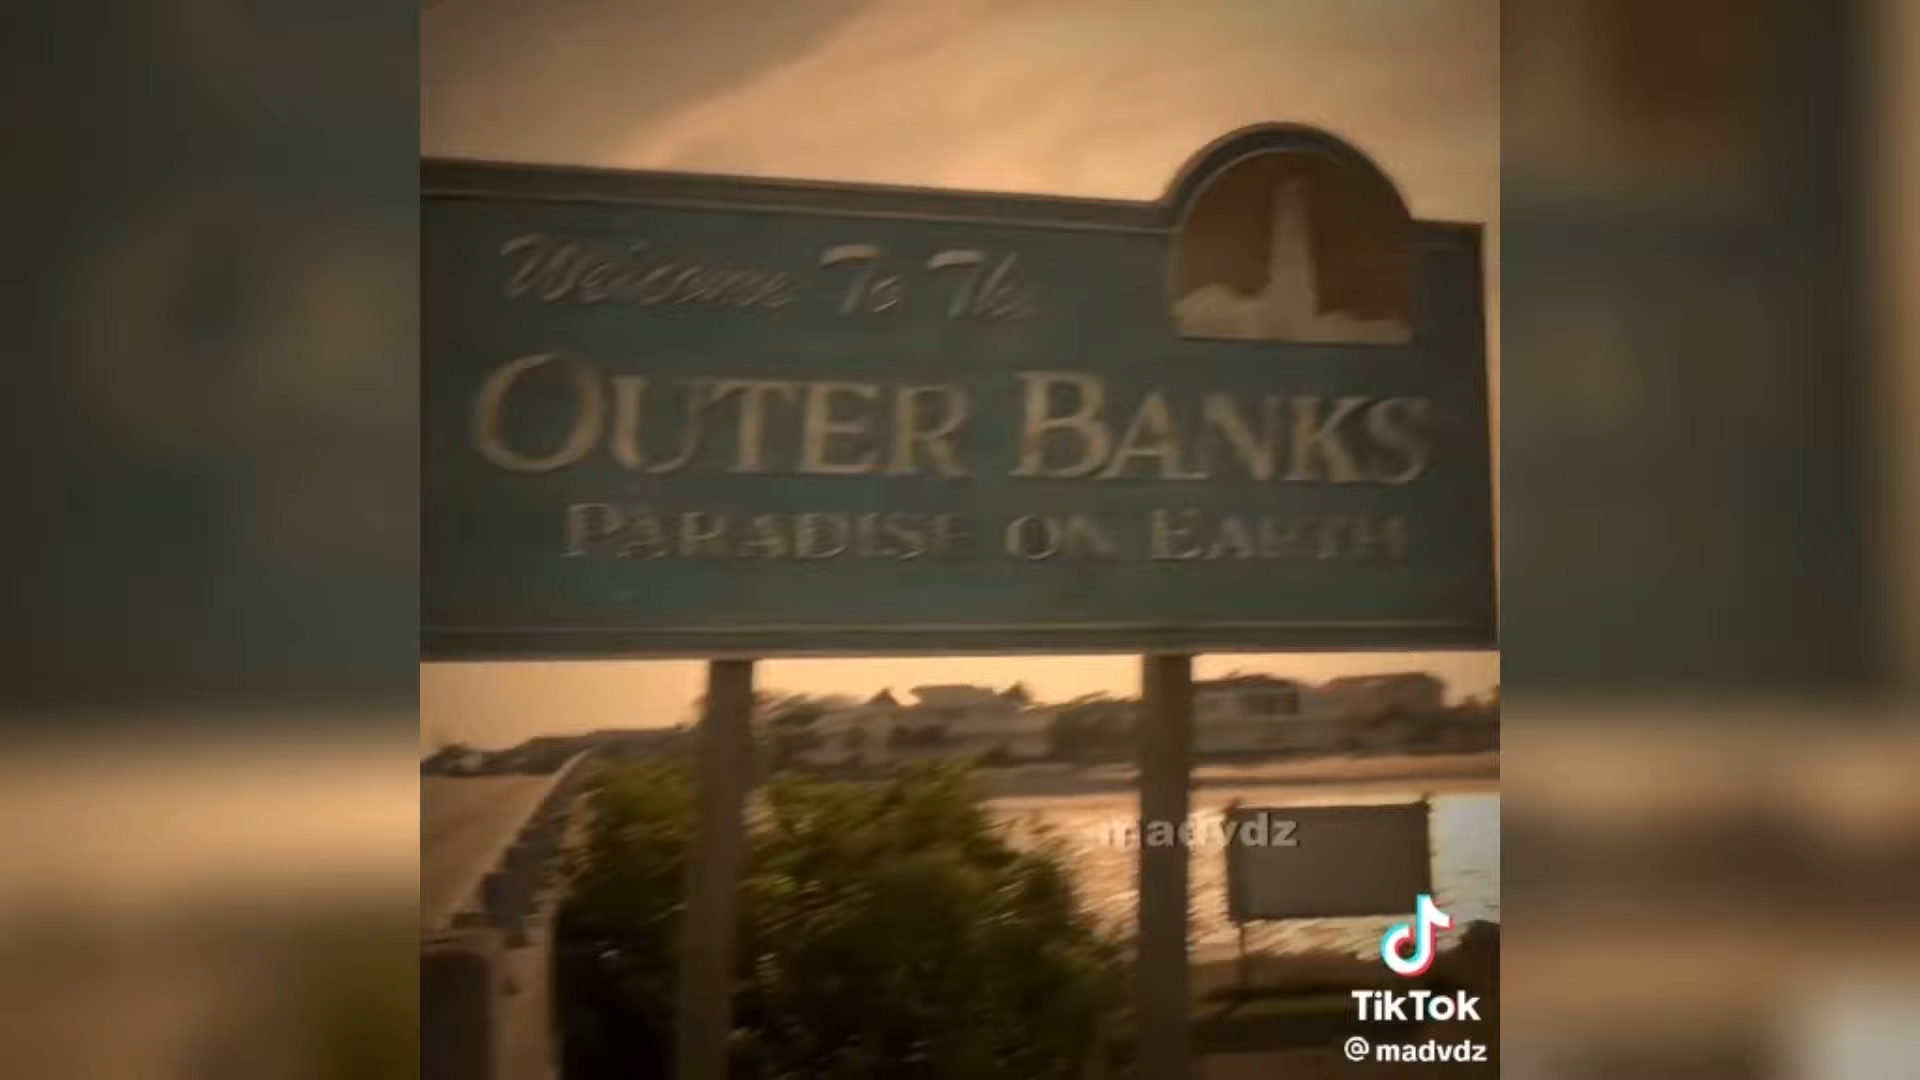 Welcome To The
OUTER BANKS
PARADISE ON EARTH
madvdz
TikTok
@madvdz